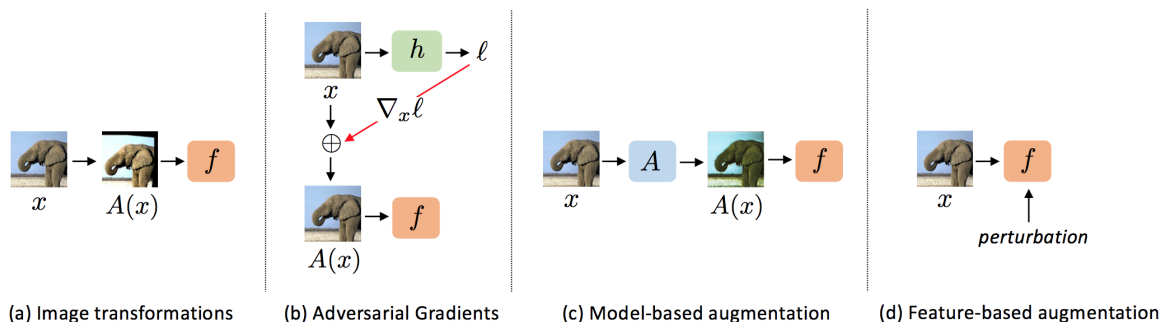 x
A(x)
f
(a) Image transformations
h
ℓ
x
∇ₓℓ
⊕
f
A(x)
(b) Adversarial Gradients
x
A
A(x)
f
(c) Model-based augmentation
f
x
perturbation
(d) Feature-based augmentation